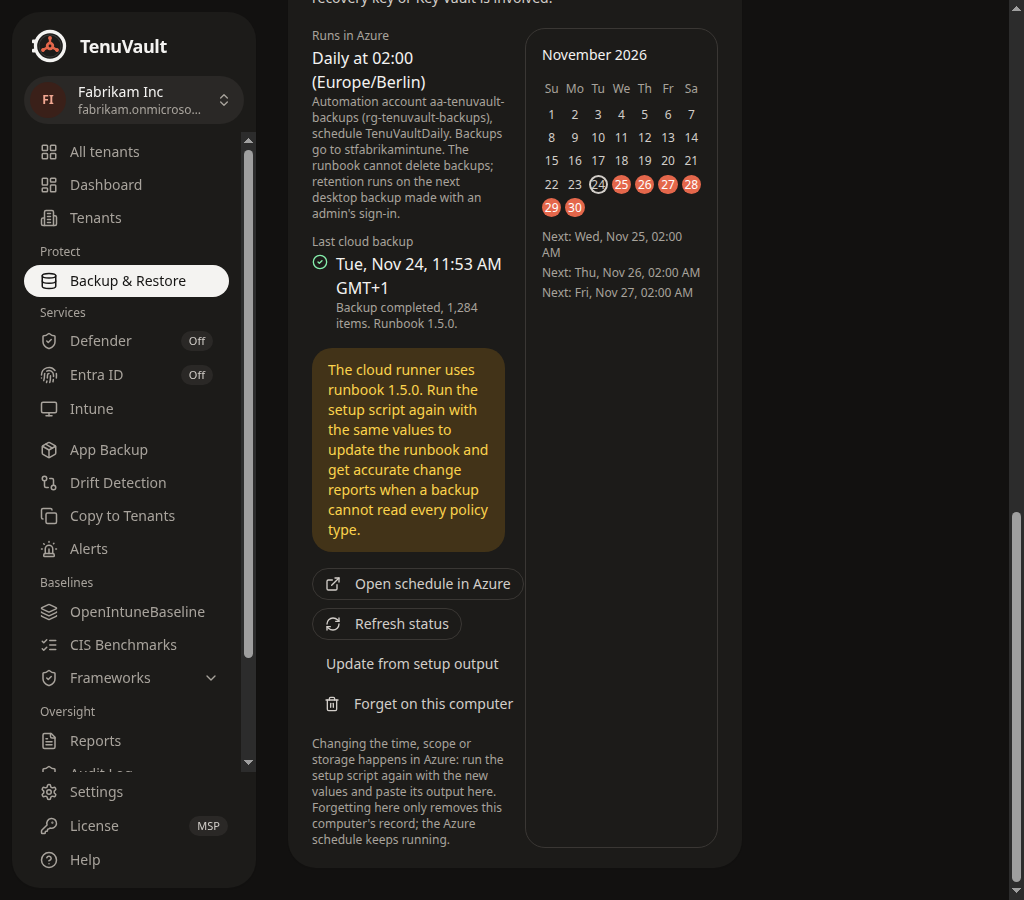 TenuVault
FI
Fabrikam Inc
fabrikam.onmicroso...
All tenants
Dashboard
Tenants
Protect
Backup & Restore
Services
Defender
Off
Entra ID
Off
Intune
App Backup
Drift Detection
Copy to Tenants
Alerts
Baselines
OpenIntuneBaseline
CIS Benchmarks
Frameworks
Oversight
Reports
Audit Log
Settings
License
MSP
Help
recovery key or Key Vault is involved.
Runs in Azure
Daily at 02:00
(Europe/Berlin)
Automation account aa-tenuvault-
backups (rg-tenuvault-backups),
schedule TenuVaultDaily. Backups
go to stfabrikamintune. The
runbook cannot delete backups;
retention runs on the next
desktop backup made with an
admin's sign-in.
Last cloud backup
Tue, Nov 24, 11:53 AM
GMT+1
Backup completed, 1,284
items. Runbook 1.5.0.
The cloud runner uses
runbook 1.5.0. Run the
setup script again with
the same values to
update the runbook and
get accurate change
reports when a backup
cannot read every policy
type.
Open schedule in Azure
Refresh status
Update from setup output
Forget on this computer
Changing the time, scope or
storage happens in Azure: run the
setup script again with the new
values and paste its output here.
Forgetting here only removes this
computer's record; the Azure
schedule keeps running.
November 2026
Su Mo Tu We Th Fr Sa
1 2 3 4 5 6 7
8 9 10 11 12 13 14
15 16 17 18 19 20 21
22 23 24 25 26 27 28
29 30
Next: Wed, Nov 25, 02:00
AM
Next: Thu, Nov 26, 02:00 AM
Next: Fri, Nov 27, 02:00 AM